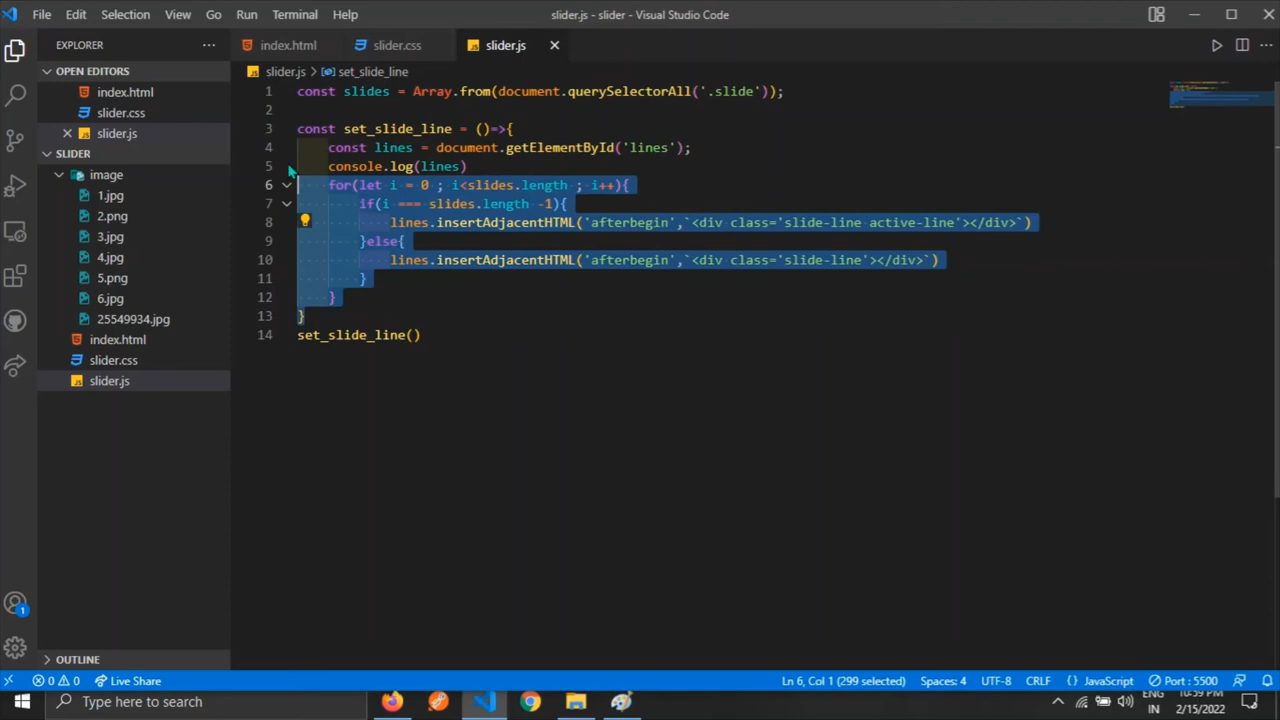 File Edit Selection View Go Run Terminal Help slider.js - slider - Visual Studio Code
EXPLORER
index.html slider.css slider.js
OPEN EDITORS
index.html
slider.css
slider.js
SLIDER
image
1.jpg
2.png
3.jpg
4.jpg
5.png
6.jpg
25549934.jpg
index.html
slider.css
slider.js
OUTLINE
slider.js > set_slide_line
1 const slides = Array.from(document.querySelectorAll('.slide'));
2
3 const set_slide_line = ()=>{
4 const lines = document.getElementById('lines');
5 console.log(lines)
6 for(let i = 0 ; i<slides.length ; i++){
7 if(i === slides.length -1){
8 lines.insertAdjacentHTML('afterbegin',`<div class='slide-line active-line'></div>`)
9 }else{
10 lines.insertAdjacentHTML('afterbegin',`<div class='slide-line'></div>`)
11 }
12 }
13 }
14 set_slide_line()
1
0 0 Live Share Ln 6, Col 1 (299 selected) Spaces: 4 UTF-8 CRLF {} JavaScript Port : 5500
Type here to search
ENG
IN
10:59 PM
2/15/2022